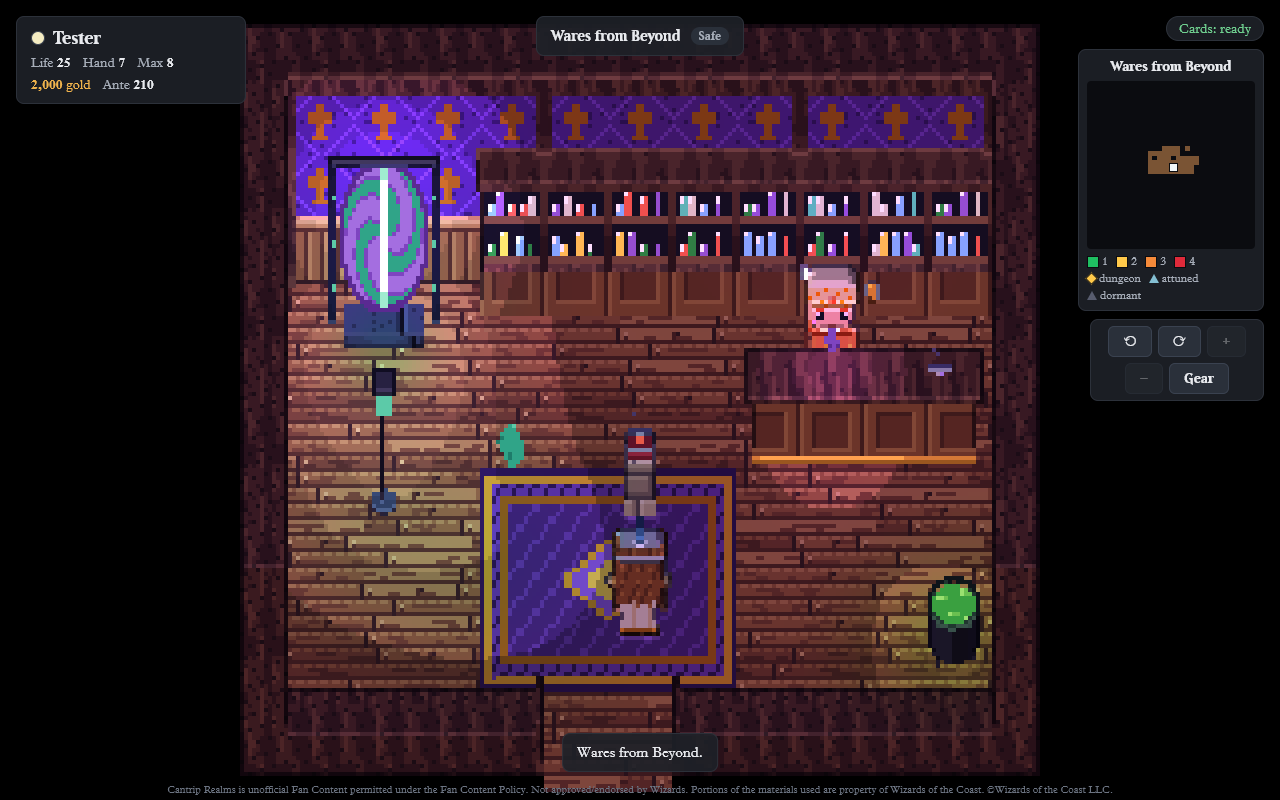 Tester
Life 25 Hand 7 Max 8
2,000 gold Ante 210
Wares from Beyond Safe
Cards: ready
Wares from Beyond
1 2 3 4
dungeon attuned
dormant
+
− Gear
Wares from Beyond.
Cantrip Realms is unofficial Fan Content permitted under the Fan Content Policy. Not approved/endorsed by Wizards. Portions of the materials used are property of Wizards of the Coast. ©Wizards of the Coast LLC.